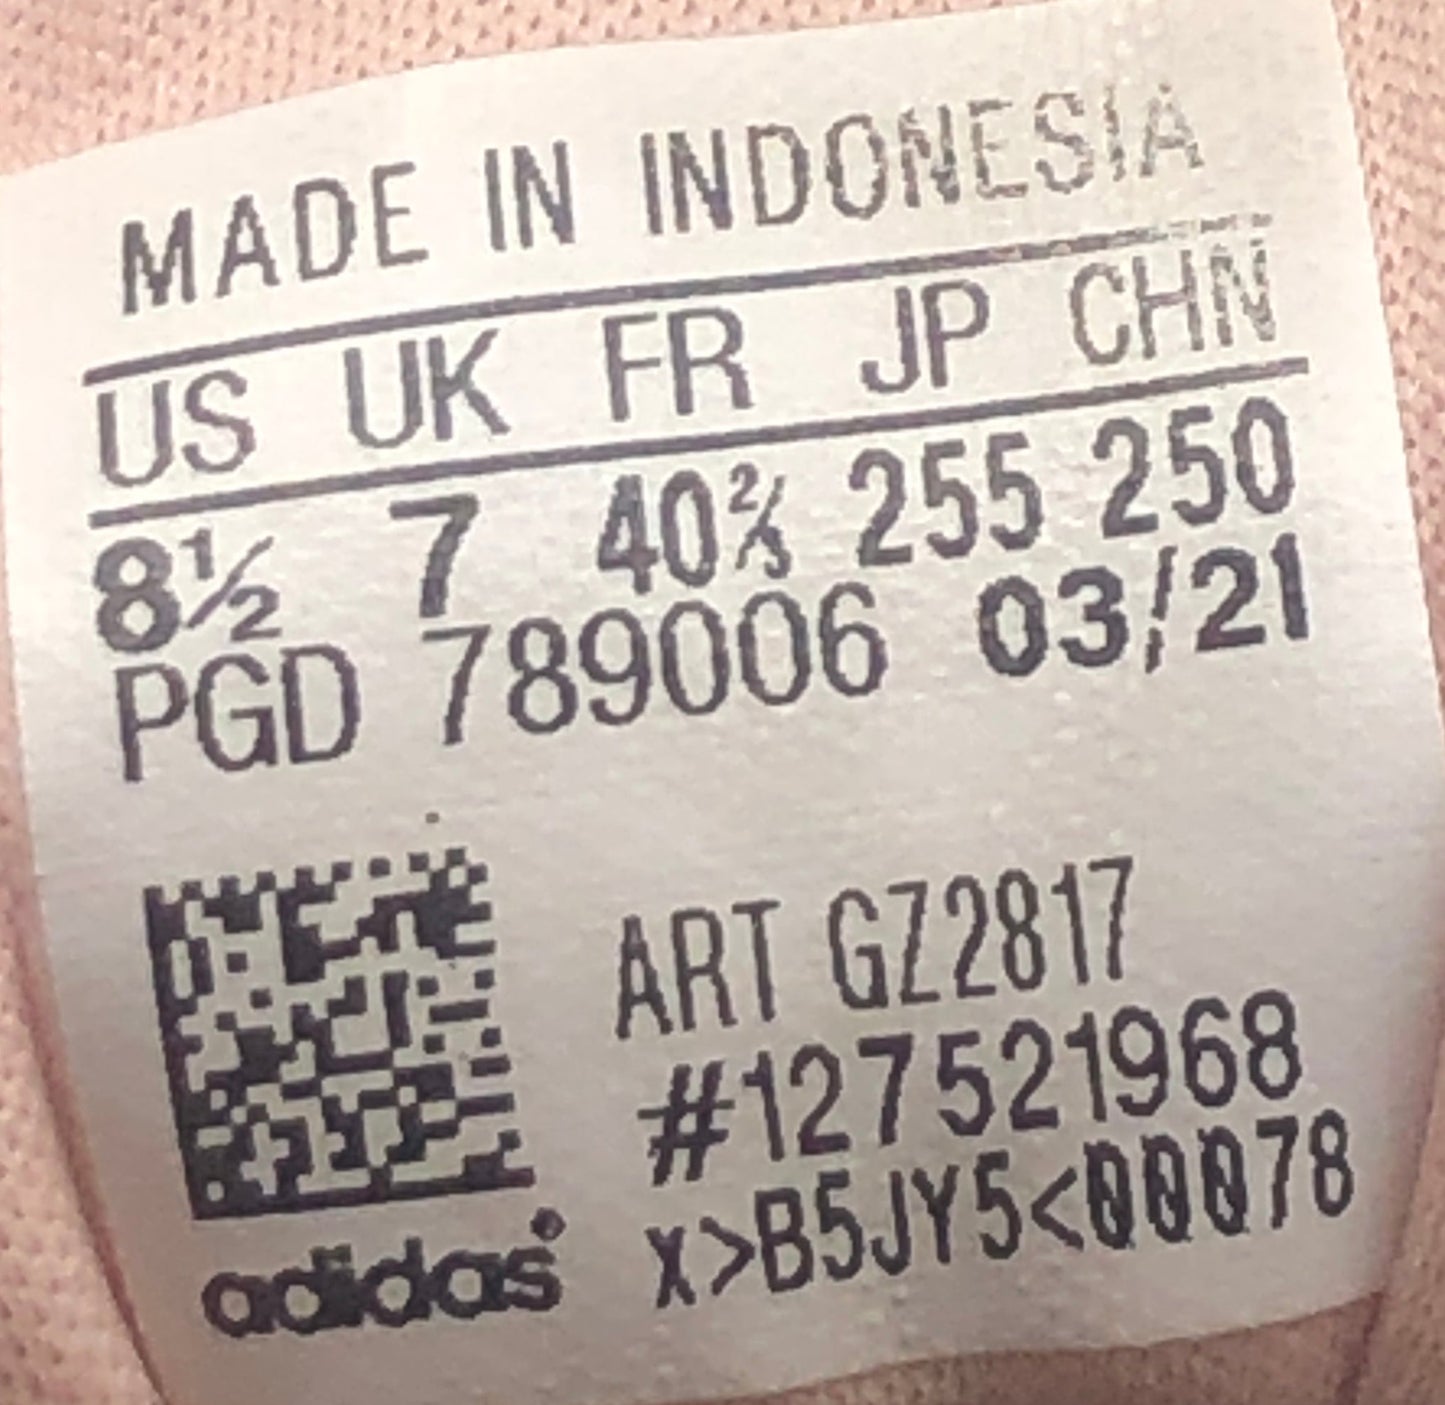 MADE IN INDONESIA
US UK FR JP CHN
8½ 7 40⅔ 255 250
PGD 789006 03/21
ART GZ2817
#127521968
adidas® x>B5JY5<00078